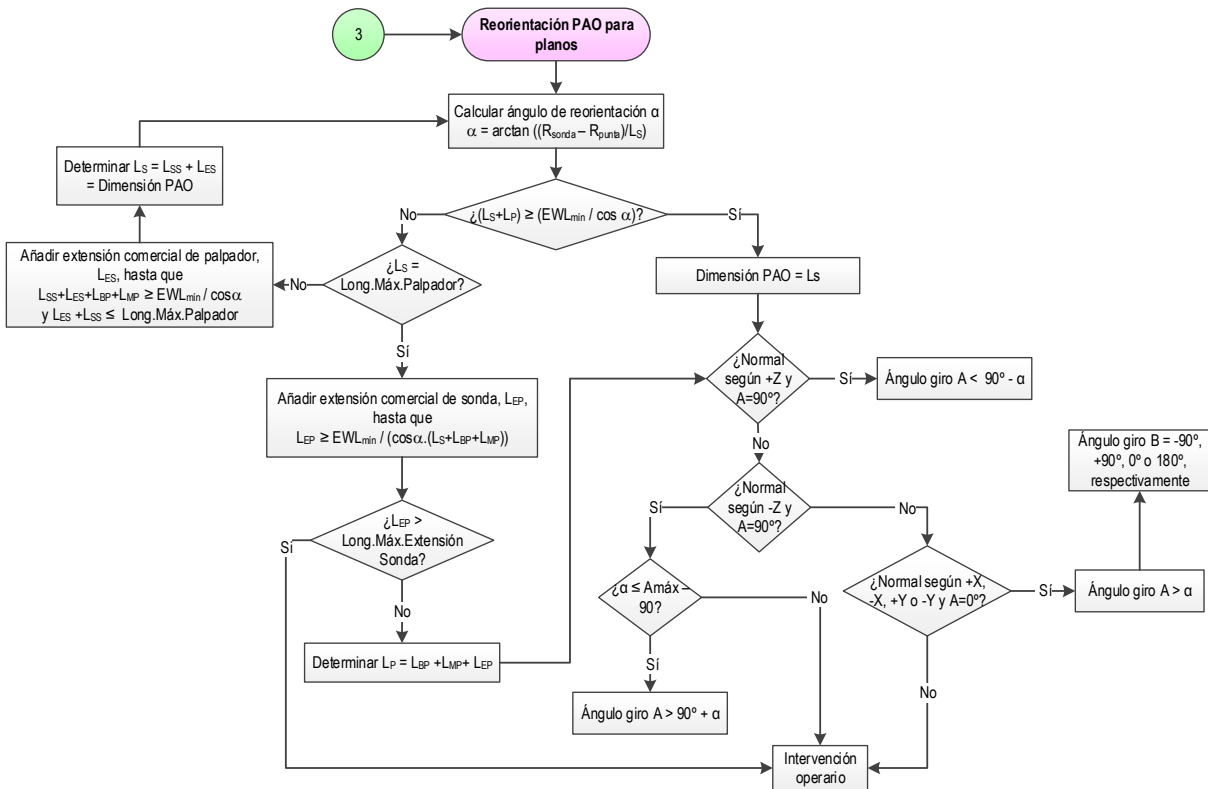 3
Reorientación PAO para
planos
Calcular ángulo de reorientación α
α = arctan ((Rsonda – Rpunta)/LS)
Determinar LS = LSS + LES
= Dimensión PAO
¿(LS+LP) ≥ (EWLmín / cos α)?
No
Sí
Añadir extensión comercial de palpador,
LES, hasta que
LSS+LES+LBP+LMP ≥ EWLmín / cosα
y LES +LSS ≤ Long.Máx.Palpador
No
¿LS =
Long.Máx.Palpador?
Dimensión PAO = Ls
Sí
¿Normal
según +Z y
A=90º?
Sí
Ángulo giro A < 90º - α
Añadir extensión comercial de sonda, LEP,
hasta que
LEP ≥ EWLmín / (cosα.(LS+LBP+LMP))
No
Ángulo giro B = -90º,
+90º, 0º o 180º,
respectivamente
¿Normal
según -Z y
A=90º?
Sí
No
¿LEP >
Long.Máx.Extensión
Sonda?
Sí
No
¿α ≤ Amáx –
90?
No
¿Normal según +X,
-X, +Y o -Y y A=0º?
Sí
Ángulo giro A > α
Determinar LP = LBP +LMP+ LEP
Sí
No
Ángulo giro A > 90º + α
Intervención
operario